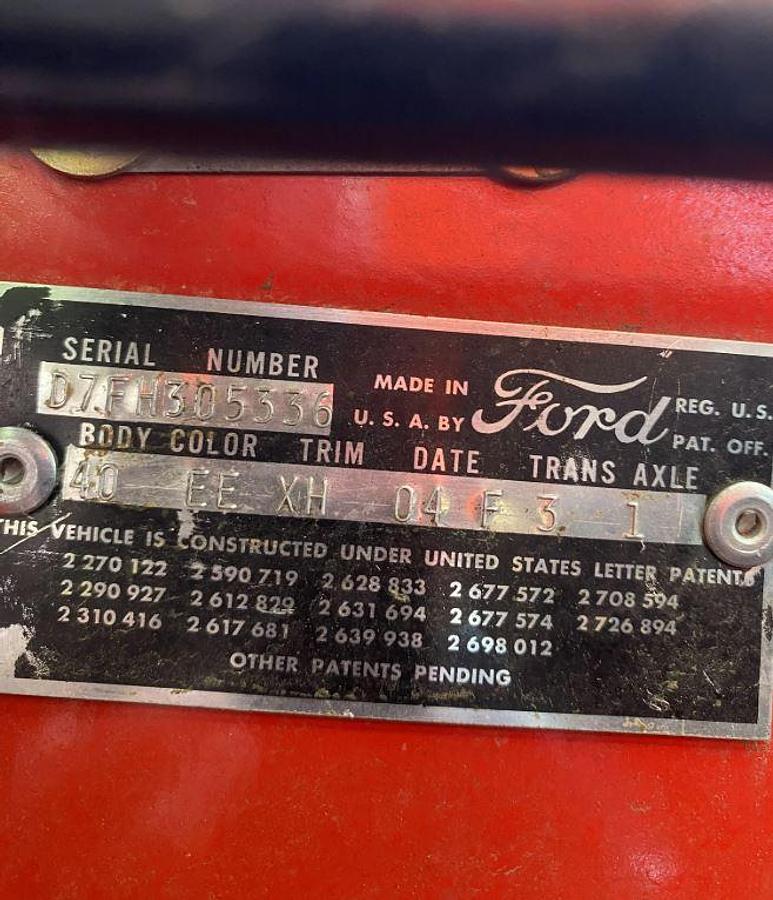 SERIAL NUMBER
D7FH305336
MADE IN
U. S. A. BY
Ford
REG. U. S.
PAT. OFF.
BODY COLOR TRIM DATE TRANS AXLE
40 EE XH 04 F 3 1
THIS VEHICLE IS CONSTRUCTED UNDER UNITED STATES LETTER PATENTS
2 270 122 2 590 719 2 628 833 2 677 572 2 708 594
2 290 927 2 612 829 2 631 694 2 677 574 2 726 894
2 310 416 2 617 681 2 639 938 2 698 012
OTHER PATENTS PENDING